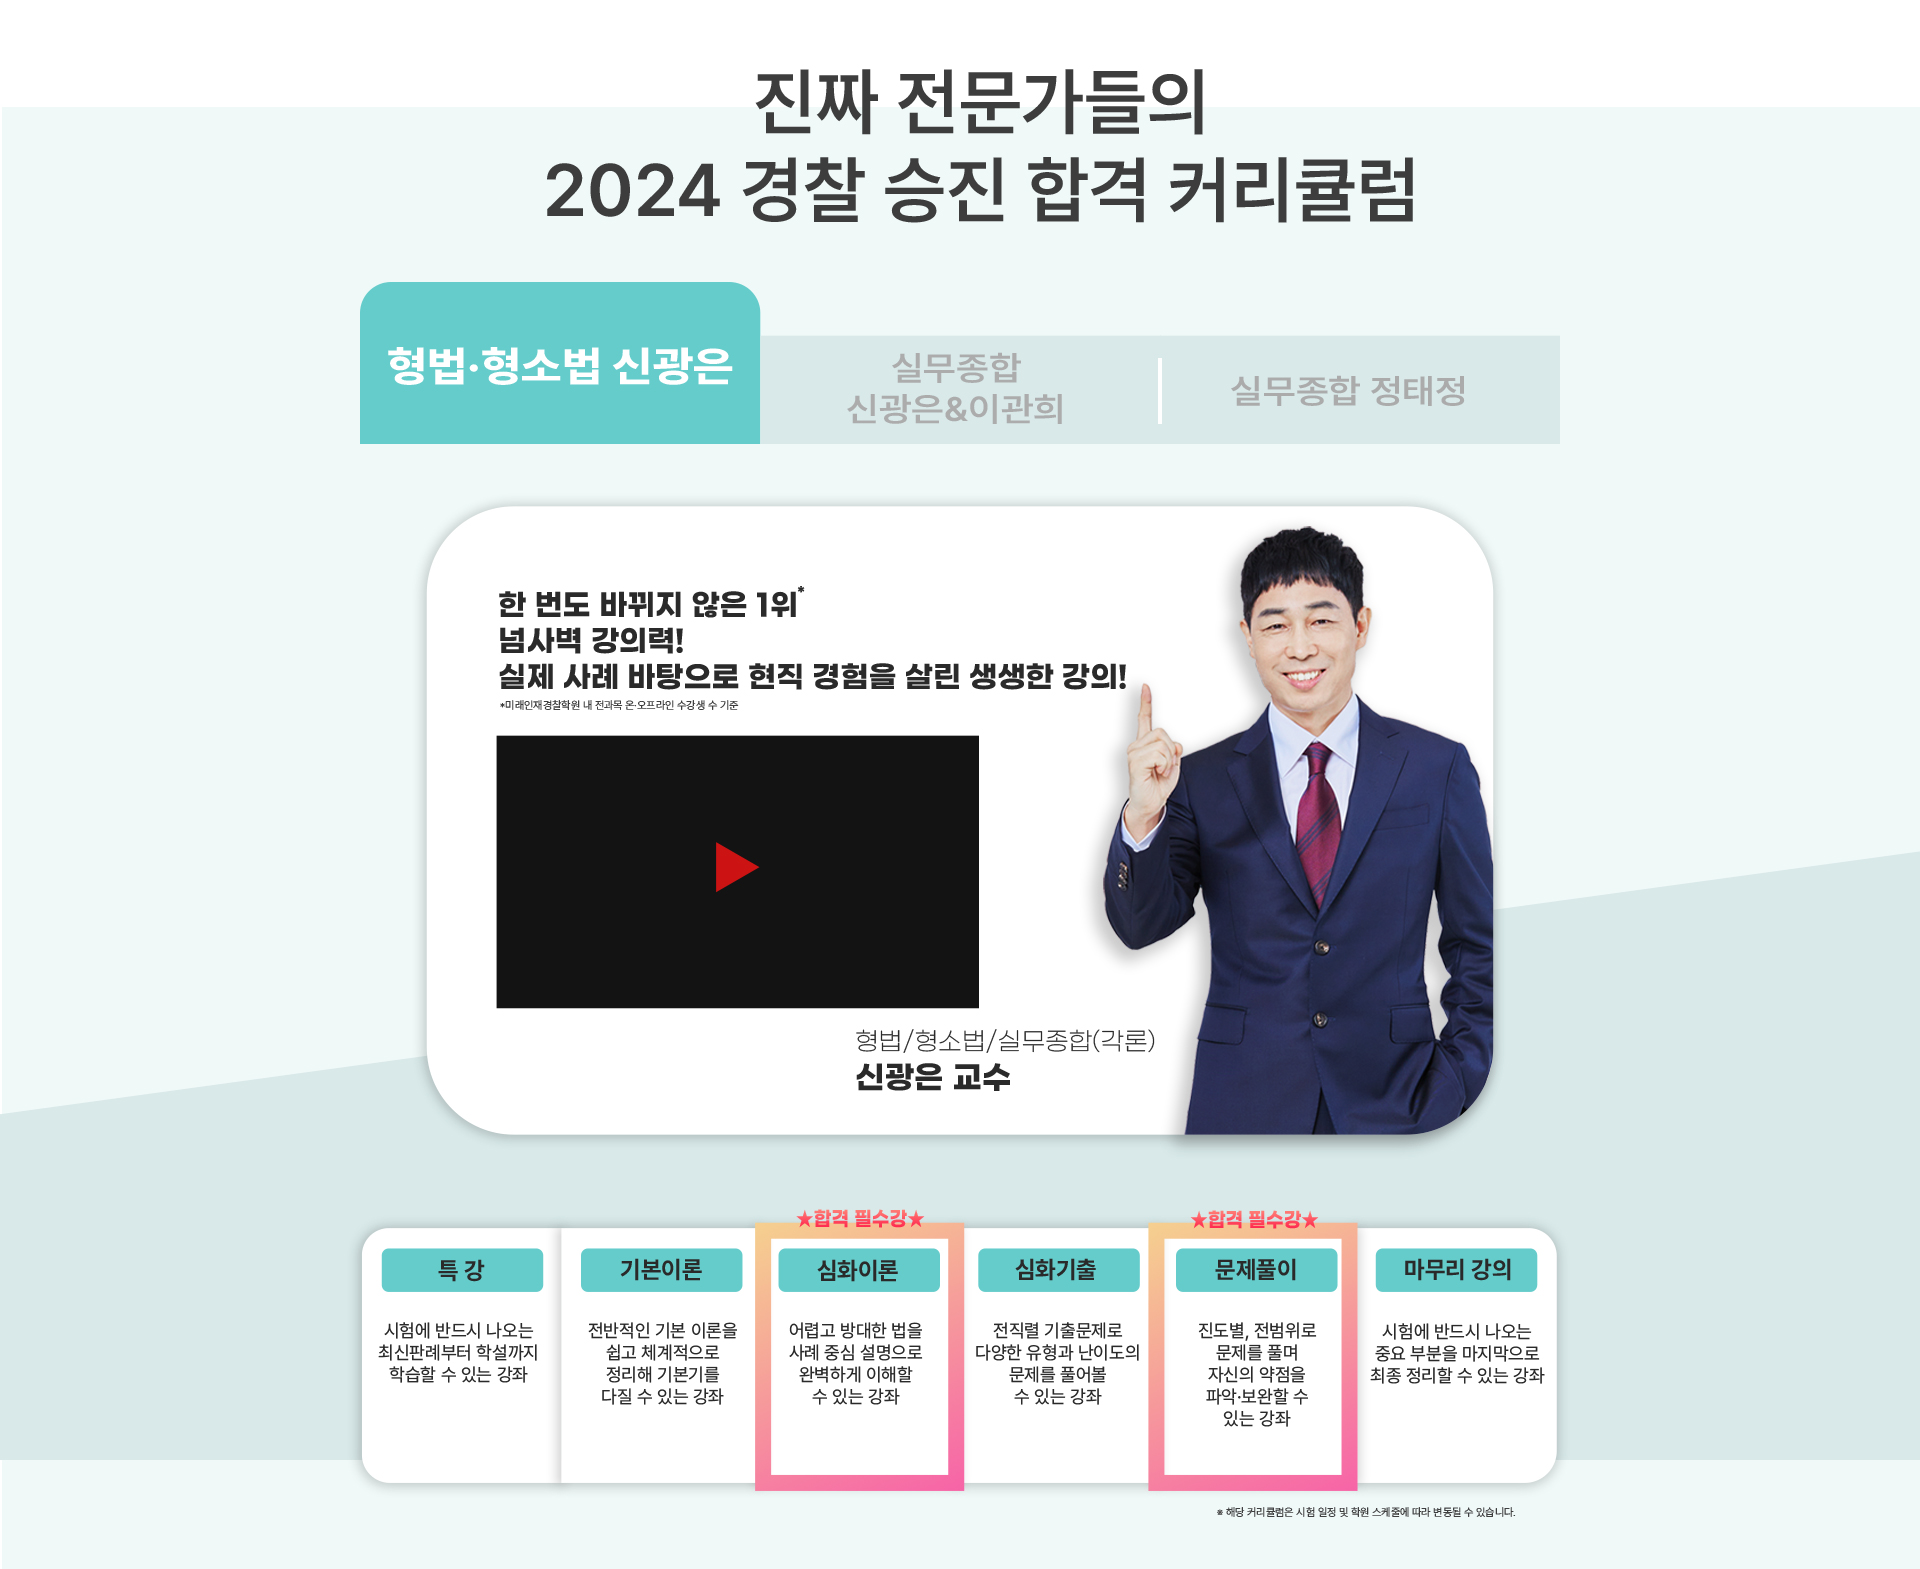 진짜 전문가들의
2024 경찰 승진 합격 커리큘럼
형법·형소법 신광은
실무종합
신광은&이관희
실무종합 정태정
한 번도 바뀌지 않은 1위*
넘사벽 강의력!
실제 사례 바탕으로 현직 경험을 살린 생생한 강의!
*미래인재경찰학원 내 전과목 온·오프라인 수강생 수 기준
형법/형소법/실무종합(각론)
신광은 교수
특 강
시험에 반드시 나오는
최신판례부터 학설까지
학습할 수 있는 강좌
기본이론
전반적인 기본 이론을
쉽고 체계적으로
정리해 기본기를
다질 수 있는 강좌
★합격 필수강★
심화이론
어렵고 방대한 법을
사례 중심 설명으로
완벽하게 이해할
수 있는 강좌
심화기출
전직렬 기출문제로
다양한 유형과 난이도의
문제를 풀어볼
수 있는 강좌
★합격 필수강★
문제풀이
진도별, 전범위로
문제를 풀며
자신의 약점을
파악·보완할 수
있는 강좌
마무리 강의
시험에 반드시 나오는
중요 부분을 마지막으로
최종 정리할 수 있는 강좌
※ 해당 커리큘럼은 시험 일정 및 학원 스케줄에 따라 변동될 수 있습니다.